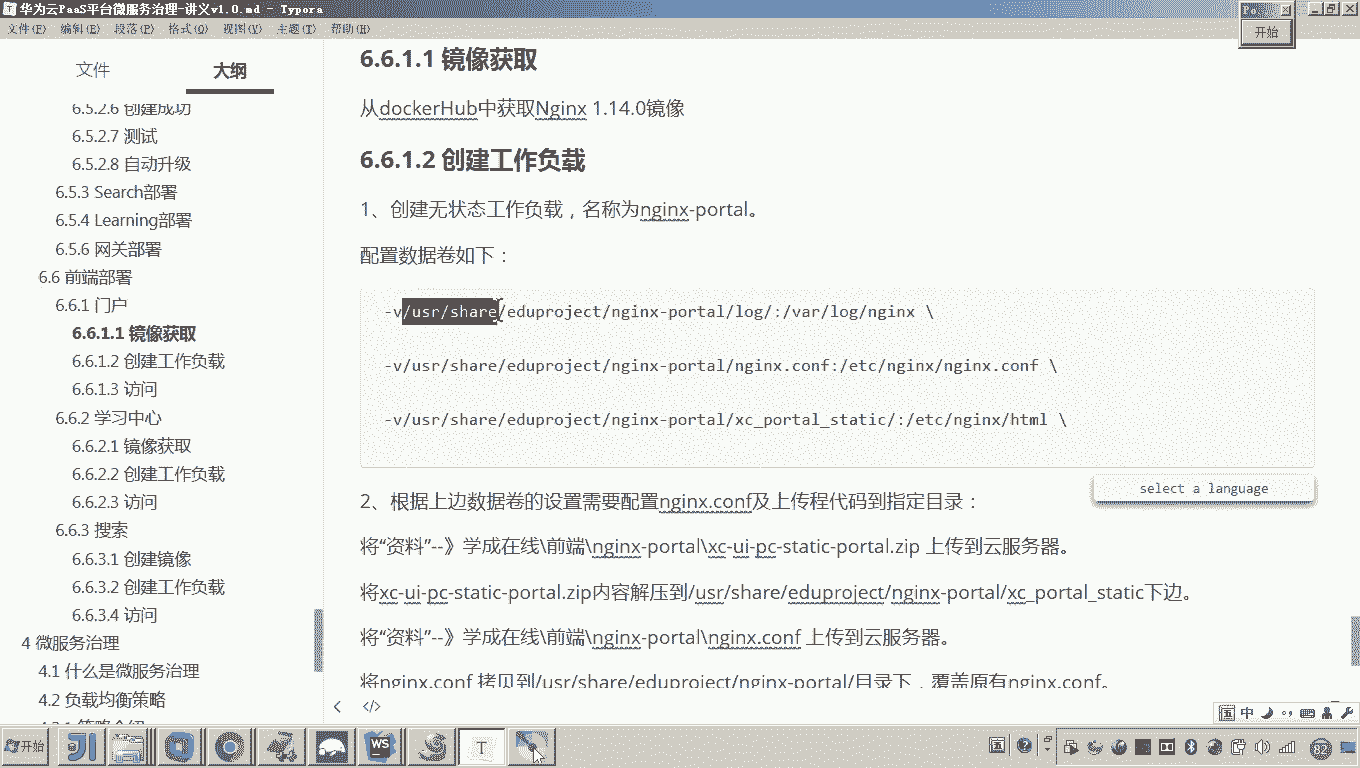 华为云PaaS平台微服务治理-讲义v1.0.md - Typora
文件(F) 编辑(E) 段落(P) 格式(O) 视图(V) 主题(T) 帮助(H)
Po...
开始
文件 大纲
6.5.2.6 创建成功
6.5.2.7 测试
6.5.2.8 自动升级
6.5.3 Search部署
6.5.4 Learning部署
6.5.6 网关部署
6.6 前端部署
6.6.1 门户
6.6.1.1 镜像获取
6.6.1.2 创建工作负载
6.6.1.3 访问
6.6.2 学习中心
6.6.2.1 镜像获取
6.6.2.2 创建工作负载
6.6.2.3 访问
6.6.3 搜索
6.6.3.1 创建镜像
6.6.3.2 创建工作负载
6.6.3.4 访问
4 微服务治理
4.1 什么是微服务治理
4.2 负载均衡策略
6.6.1.1 镜像获取
从dockerHub中获取Nginx 1.14.0镜像
6.6.1.2 创建工作负载
1、创建无状态工作负载，名称为nginx-portal。
配置数据卷如下：
-v/usr/share/eduproject/nginx-portal/log/:/var/log/nginx \
-v/usr/share/eduproject/nginx-portal/nginx.conf:/etc/nginx/nginx.conf \
-v/usr/share/eduproject/nginx-portal/xc_portal_static/:/etc/nginx/html \
select a language
2、根据上边数据卷的设置需要配置nginx.conf及上传程代码到指定目录：
将“资料”--》学成在线\前端\nginx-portal\xc-ui-pc-static-portal.zip 上传到云服务器。
将xc-ui-pc-static-portal.zip内容解压到/usr/share/eduproject/nginx-portal/xc_portal_static下边。
将“资料”--》学成在线\前端\nginx-portal\nginx.conf 上传到云服务器。
将nginx.conf 拷贝到/usr/share/eduproject/nginx-portal/目录下，覆盖原有nginx.conf。
中
开始
WS
T
82